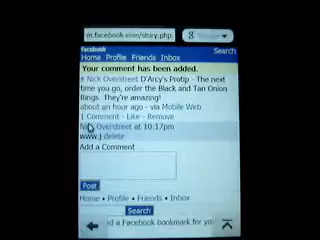 m.facebook.com/story.php
facebook
Search
Home Profile Friends Inbox
Your comment has been added.
Nick Overstreet D'Arcy's Protip - The next
time you go, order the Black and Tan Onion
Rings. They're amazing!
about an hour ago - via Mobile Web
1 Comment - Like - Remove
Nick Overstreet at 10:17pm
www.j delete
Add a Comment
Post
Home • Profile • Friends • Inbox
Search
d a Facebook bookmark for yo